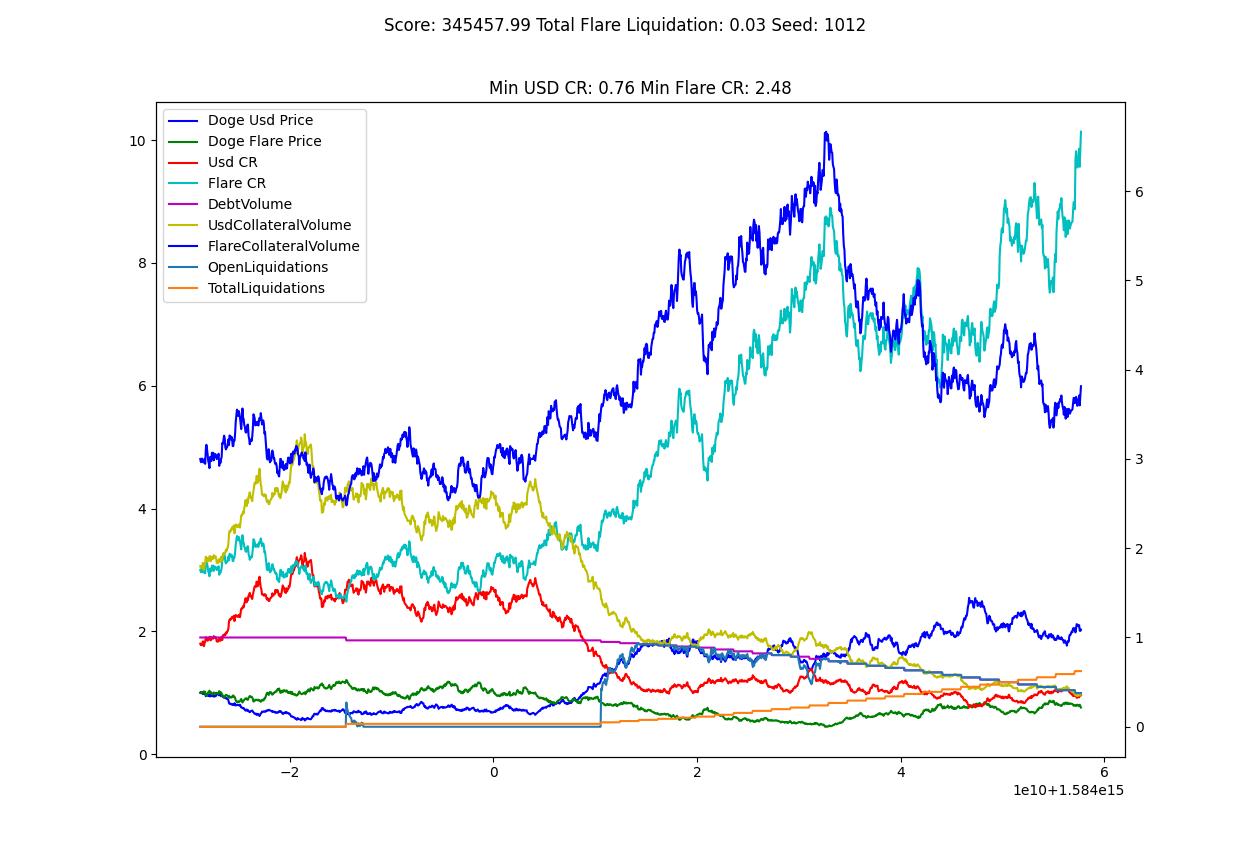 Score: 345457.99 Total Flare Liquidation: 0.03 Seed: 1012
Min USD CR: 0.76 Min Flare CR: 2.48
Doge Usd Price
Doge Flare Price
Usd CR
Flare CR
DebtVolume
UsdCollateralVolume
FlareCollateralVolume
OpenLiquidations
TotalLiquidations
10
8
6
4
2
0
6
5
4
3
2
1
0
−2
0
2
4
6
1e10+1.584e15